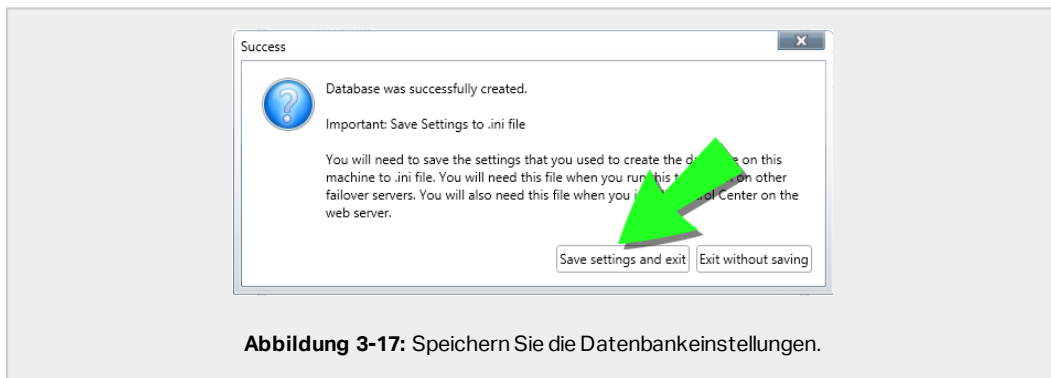 Success
Database was successfully created.
Important: Save Settings to .ini file
You will need to save the settings that you used to create the on this
machine to .ini file. You will need this file when you run this on other
failover servers. You will also need this file when you Center on the
web server.
Save settings and exit Exit without saving
Abbildung 3-17: Speichern Sie die Datenbankeinstellungen.